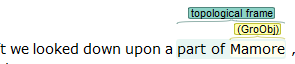 topological frame
(GroObj)
t we looked down upon a part of Mamore ,